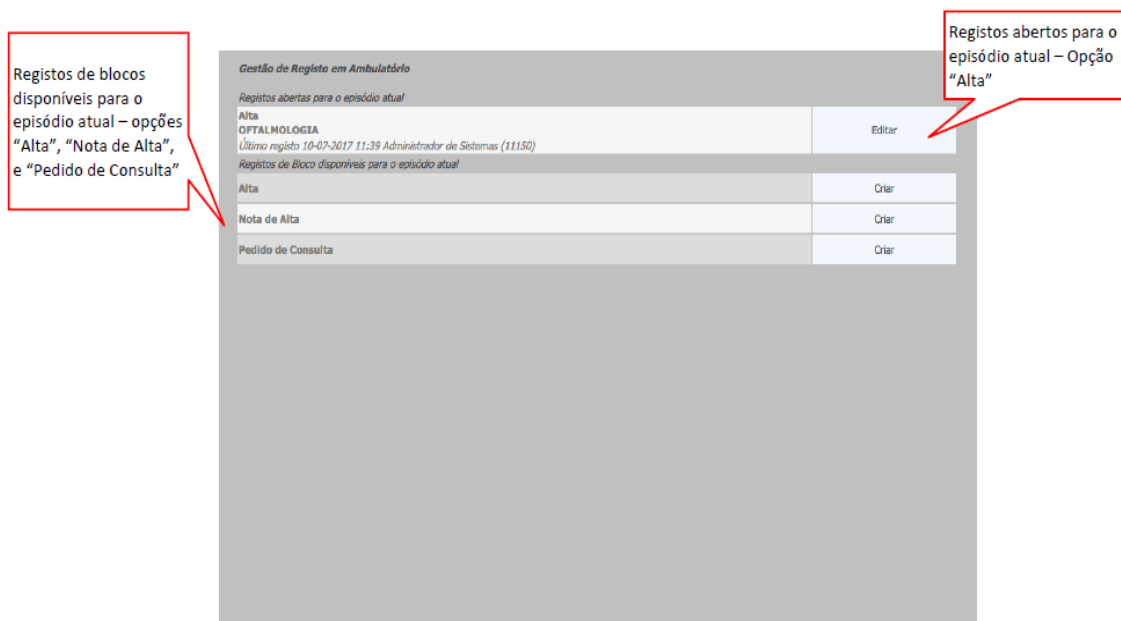 Registos de blocos
disponíveis para o
episódio atual – opções
“Alta”, “Nota de Alta”,
e “Pedido de Consulta”
Registos abertos para o
episódio atual – Opção
“Alta”
Gestão de Registo em Ambulatório
Registos abertas para o episódio atual
Alta
OFTALMOLOGIA
Último registo 10-07-2017 11:39 Administrador de Sistemas (11150)
Editar
Registos de Bloco disponíveis para o episódio atual
Alta
Criar
Nota de Alta
Criar
Pedido de Consulta
Criar